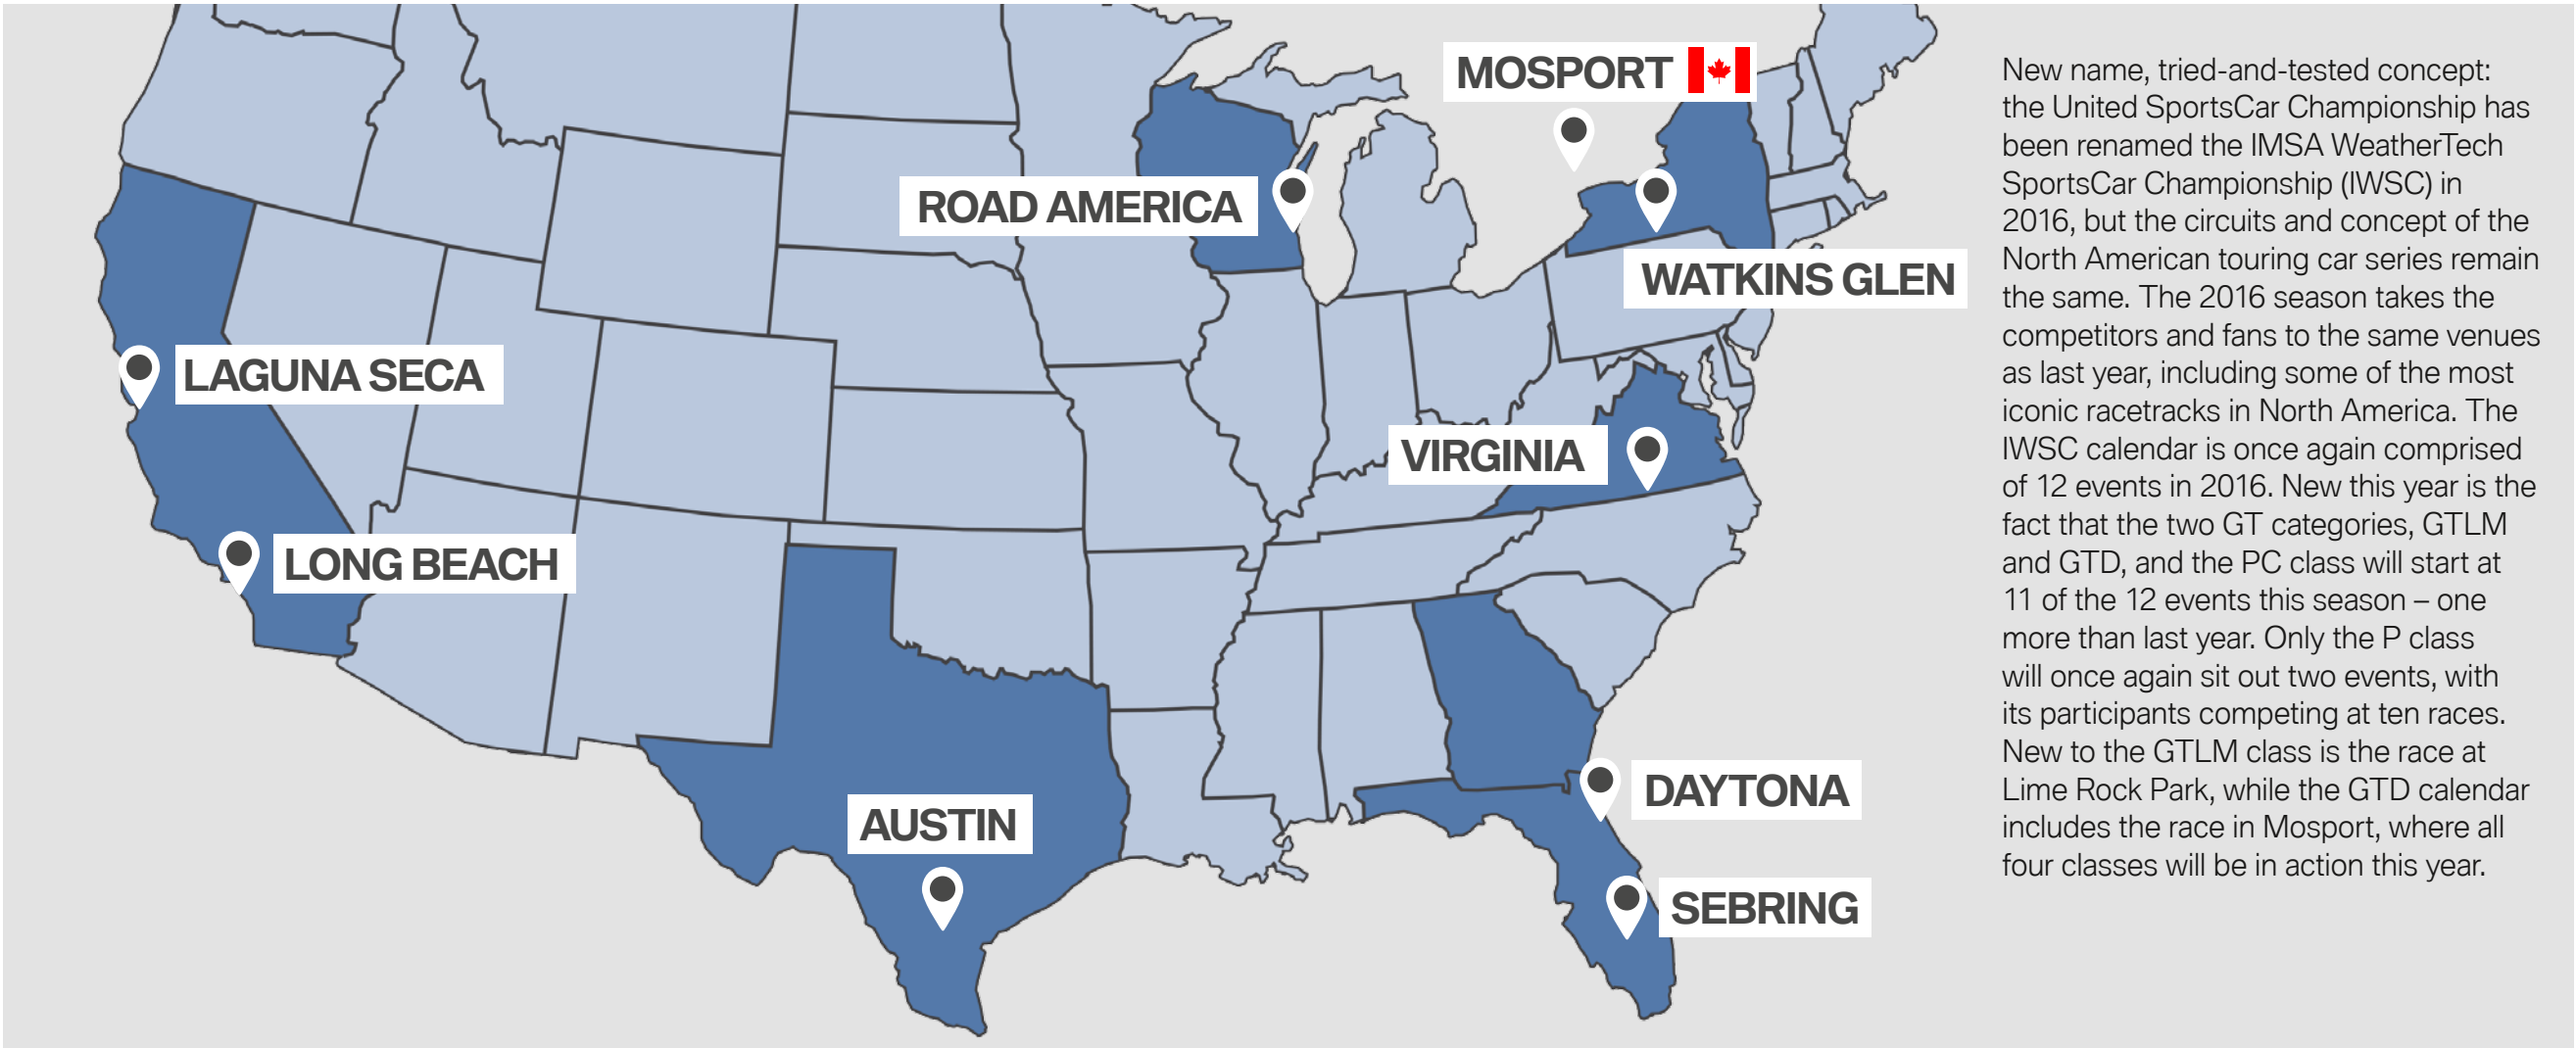 MOSPORT
ROAD AMERICA
WATKINS GLEN
LAGUNA SECA
VIRGINIA
LONG BEACH
AUSTIN
DAYTONA
SEBRING
New name, tried-and-tested concept:
the United SportsCar Championship has
been renamed the IMSA WeatherTech
SportsCar Championship (IWSC) in
2016, but the circuits and concept of the
North American touring car series remain
the same. The 2016 season takes the
competitors and fans to the same venues
as last year, including some of the most
iconic racetracks in North America. The
IWSC calendar is once again comprised
of 12 events in 2016. New this year is the
fact that the two GT categories, GTLM
and GTD, and the PC class will start at
11 of the 12 events this season – one
more than last year. Only the P class
will once again sit out two events, with
its participants competing at ten races.
New to the GTLM class is the race at
Lime Rock Park, while the GTD calendar
includes the race in Mosport, where all
four classes will be in action this year.